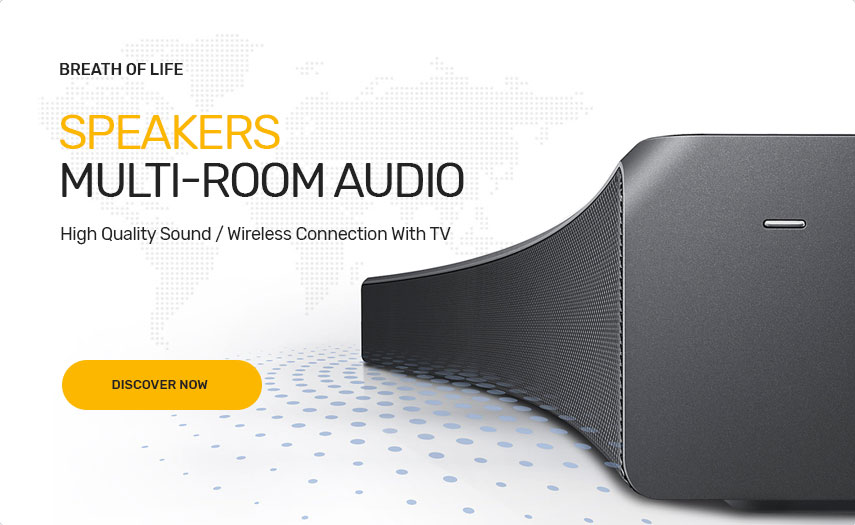 BREATH OF LIFE
SPEAKERS
MULTI-ROOM AUDIO
High Quality Sound / Wireless Connection With TV
DISCOVER NOW